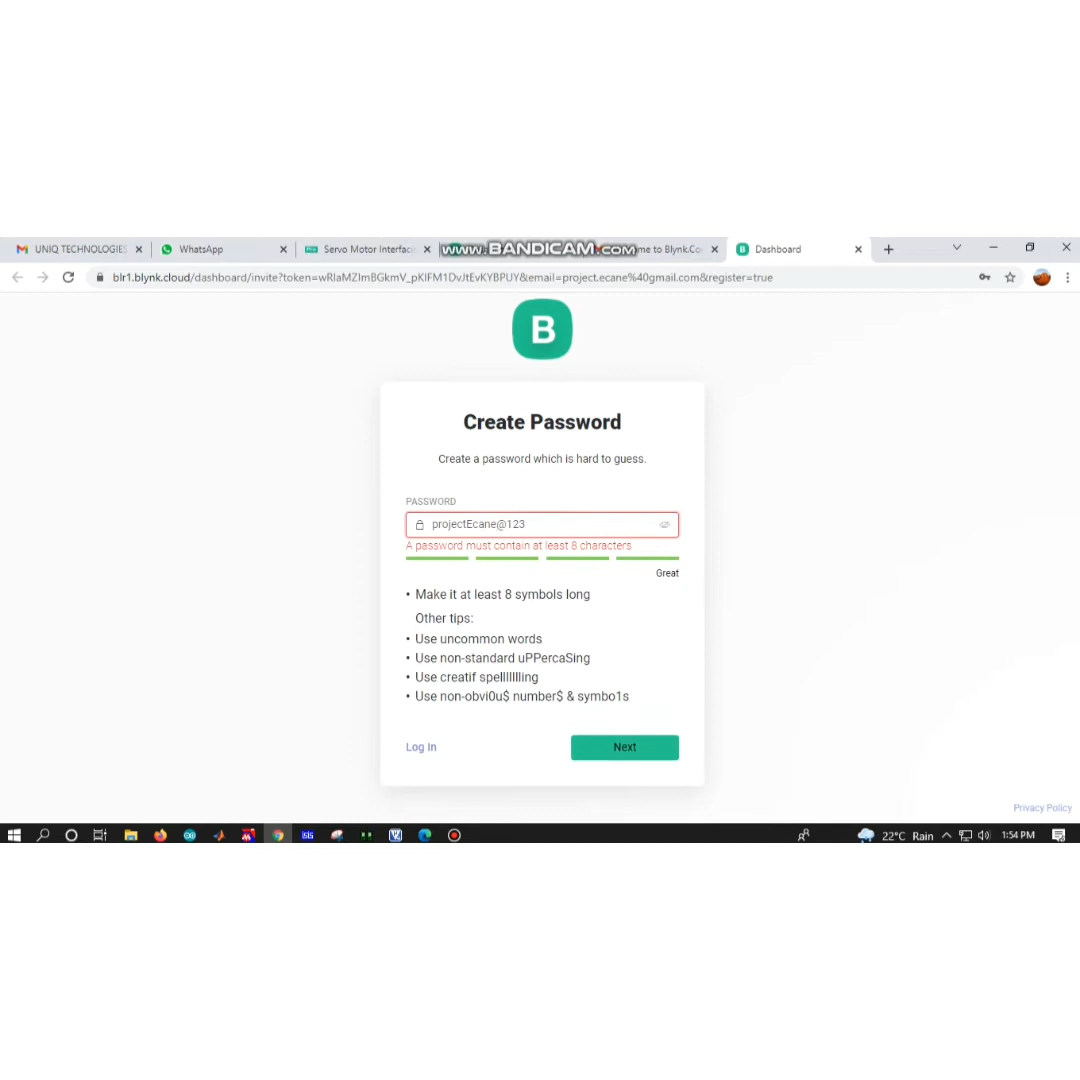 UNIQ TECHNOLOGIES
WhatsApp
Servo Motor Interfacin
WWW.BANDICAM.COM
me to Blynk.Co
Dashboard
blr1.blynk.cloud/dashboard/invite?token=wRlaMZlmBGkmV_pKlFM1DvJtEvKYBPUY&email=project.ecane%40gmail.com&register=true
B
Create Password
Create a password which is hard to guess.
PASSWORD
projectEcane@123
A password must contain at least 8 characters
Great
• Make it at least 8 symbols long
Other tips:
• Use uncommon words
• Use non-standard uPPercaSing
• Use creatif spelllllllling
• Use non-obvi0u$ number$ & symbo1s
Log In
Next
Privacy Policy
22°C Rain
1:54 PM